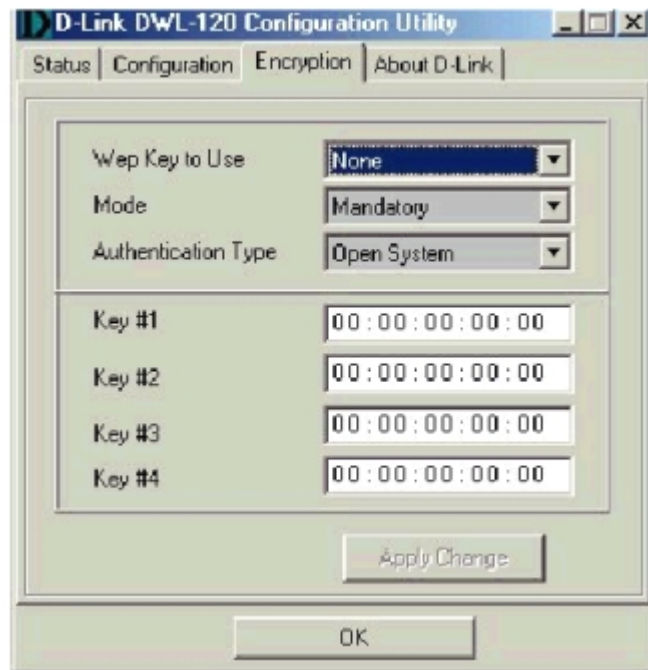 D-Link DWL-120 Configuration Utility
Status Configuration Encryption About D-Link
Wep Key to Use None
Mode Mandatory
Authentication Type Open System
Key #1 00:00:00:00:00
Key #2 00:00:00:00:00
Key #3 00:00:00:00:00
Key #4 00:00:00:00:00
Apply Change
OK